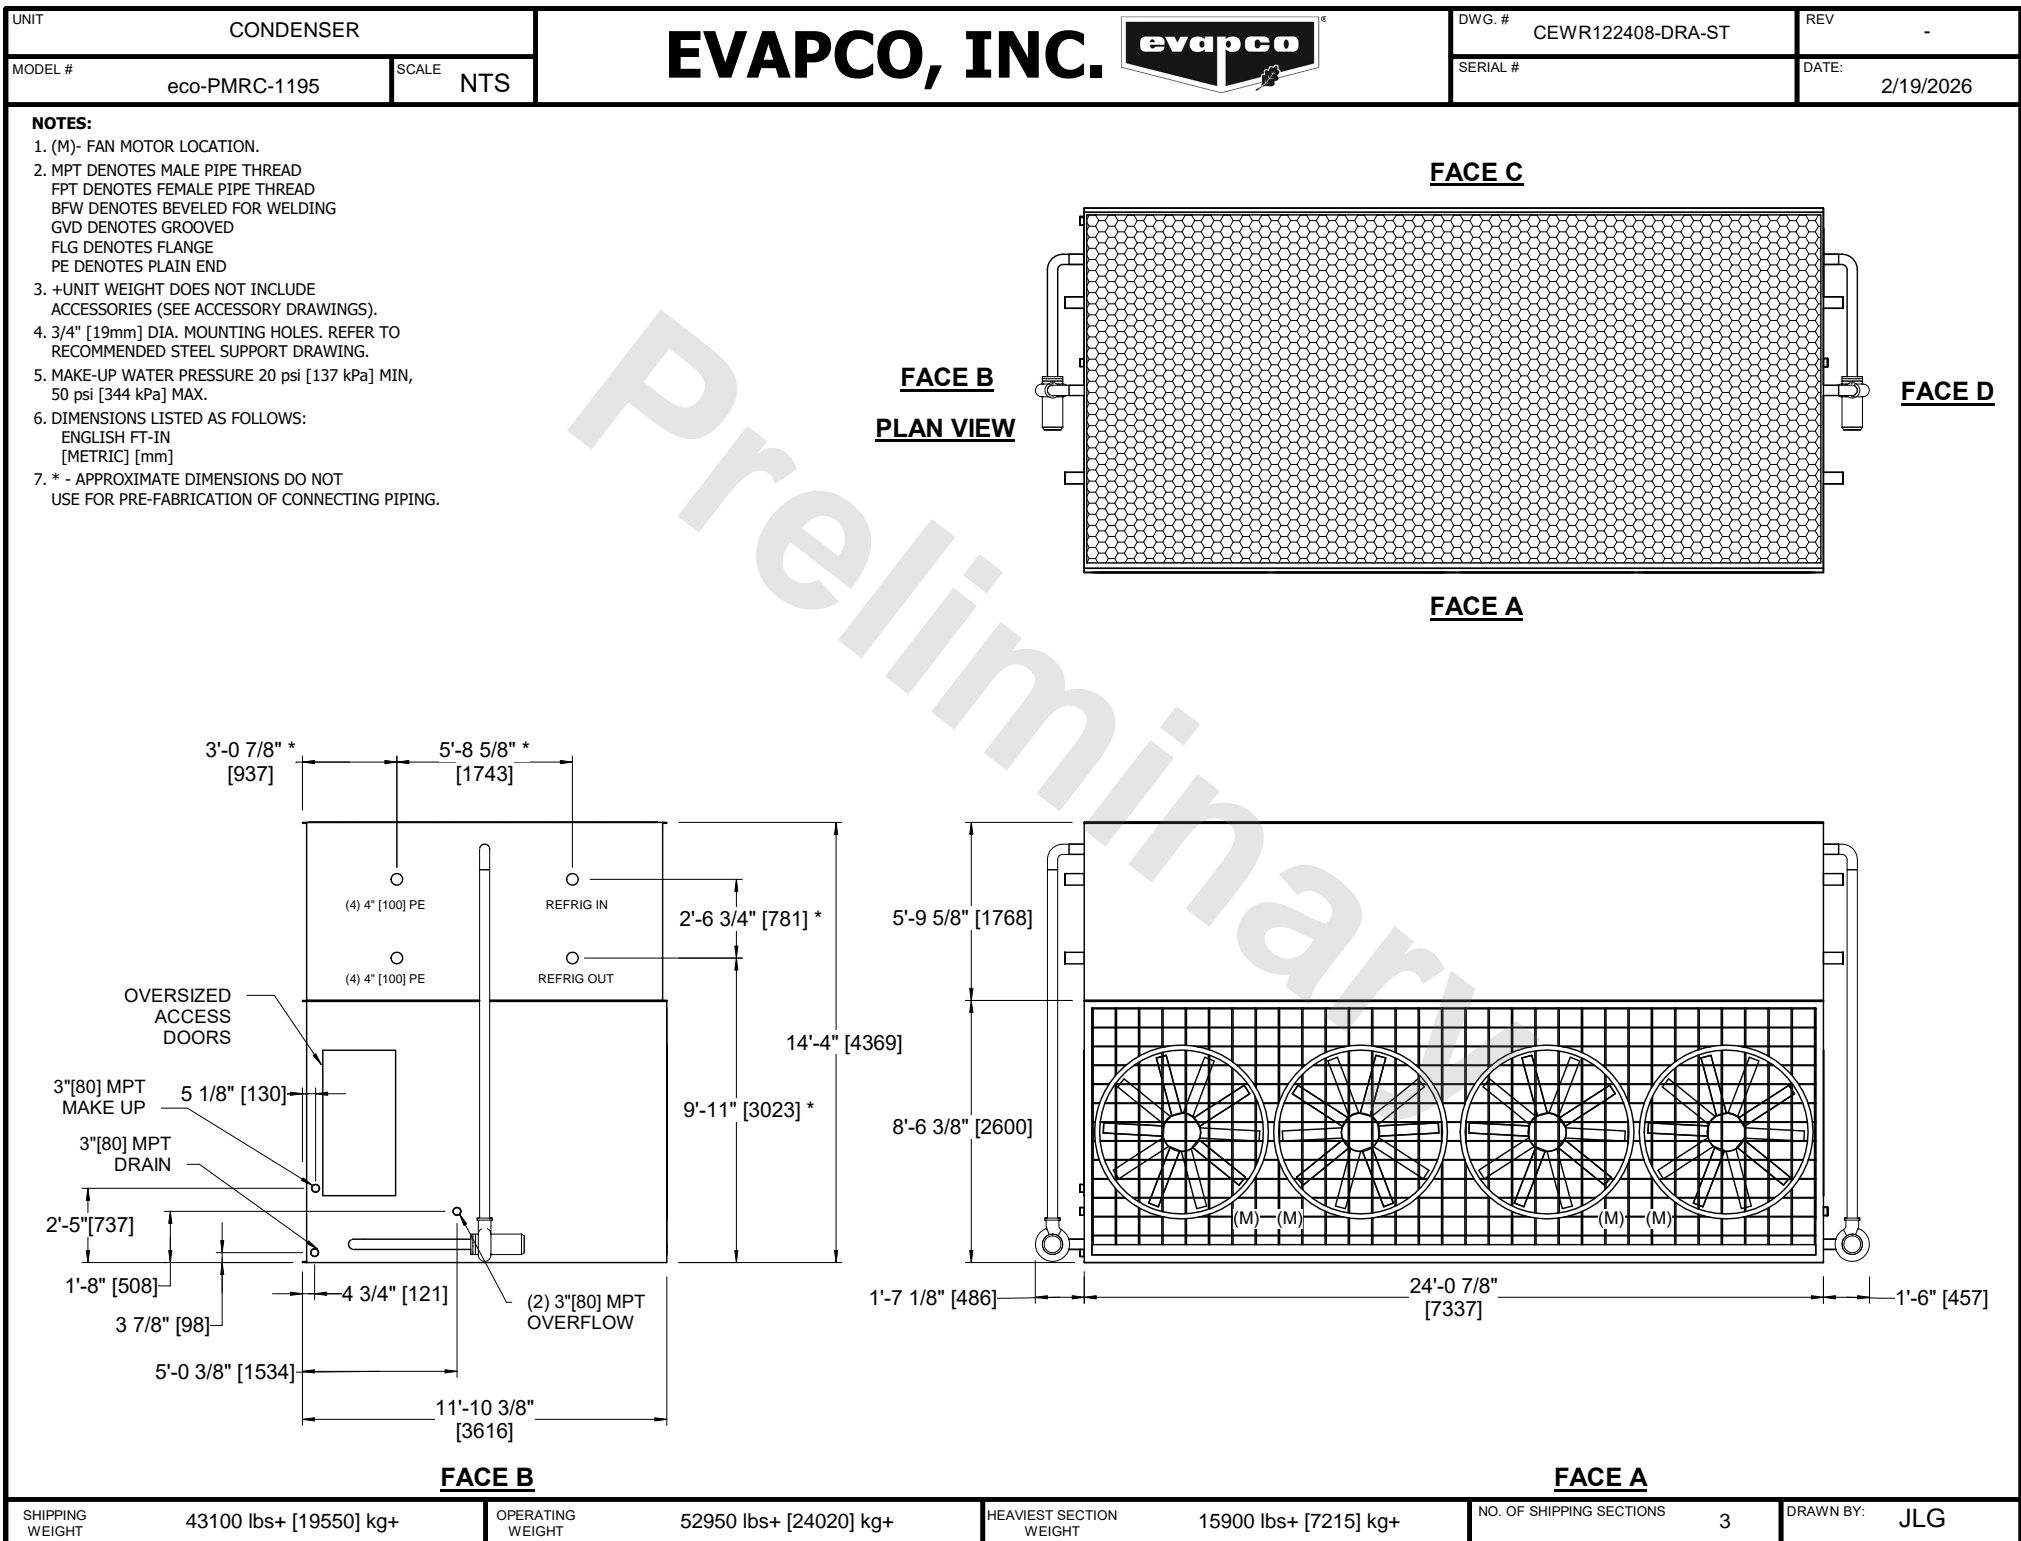 UNIT
CONDENSER
MODEL #
eco-PMRC-1195
SCALE
NTS
EVAPCO, INC.
evapco
®
DWG. #
CEWR122408-DRA-ST
REV
-
SERIAL #
DATE:
2/19/2026
NOTES:
1. (M)- FAN MOTOR LOCATION.
2. MPT DENOTES MALE PIPE THREAD
FPT DENOTES FEMALE PIPE THREAD
BFW DENOTES BEVELED FOR WELDING
GVD DENOTES GROOVED
FLG DENOTES FLANGE
PE DENOTES PLAIN END
3. +UNIT WEIGHT DOES NOT INCLUDE
ACCESSORIES (SEE ACCESSORY DRAWINGS).
4. 3/4" [19mm] DIA. MOUNTING HOLES. REFER TO
RECOMMENDED STEEL SUPPORT DRAWING.
5. MAKE-UP WATER PRESSURE 20 psi [137 kPa] MIN,
50 psi [344 kPa] MAX.
6. DIMENSIONS LISTED AS FOLLOWS:
ENGLISH FT-IN
[METRIC] [mm]
7. * - APPROXIMATE DIMENSIONS DO NOT
USE FOR PRE-FABRICATION OF CONNECTING PIPING.
FACE C
FACE B
PLAN VIEW
FACE D
FACE A
Preliminary
3'-0 7/8" *
[937]
5'-8 5/8" *
[1743]
(4) 4" [100] PE
REFRIG IN
(4) 4" [100] PE
REFRIG OUT
2'-6 3/4" [781] *
14'-4" [4369]
9'-11" [3023] *
OVERSIZED
ACCESS
DOORS
3"[80] MPT
MAKE UP
5 1/8" [130]
3"[80] MPT
DRAIN
2'-5"[737]
1'-8" [508]
3 7/8" [98]
4 3/4" [121]
(2) 3"[80] MPT
OVERFLOW
5'-0 3/8" [1534]
11'-10 3/8"
[3616]
FACE B
5'-9 5/8" [1768]
8'-6 3/8" [2600]
(M) (M) (M) (M)
1'-7 1/8" [486]
24'-0 7/8"
[7337]
1'-6" [457]
FACE A
SHIPPING
WEIGHT
43100 lbs+ [19550] kg+
OPERATING
WEIGHT
52950 lbs+ [24020] kg+
HEAVIEST SECTION
WEIGHT
15900 lbs+ [7215] kg+
NO. OF SHIPPING SECTIONS
3
DRAWN BY:
JLG